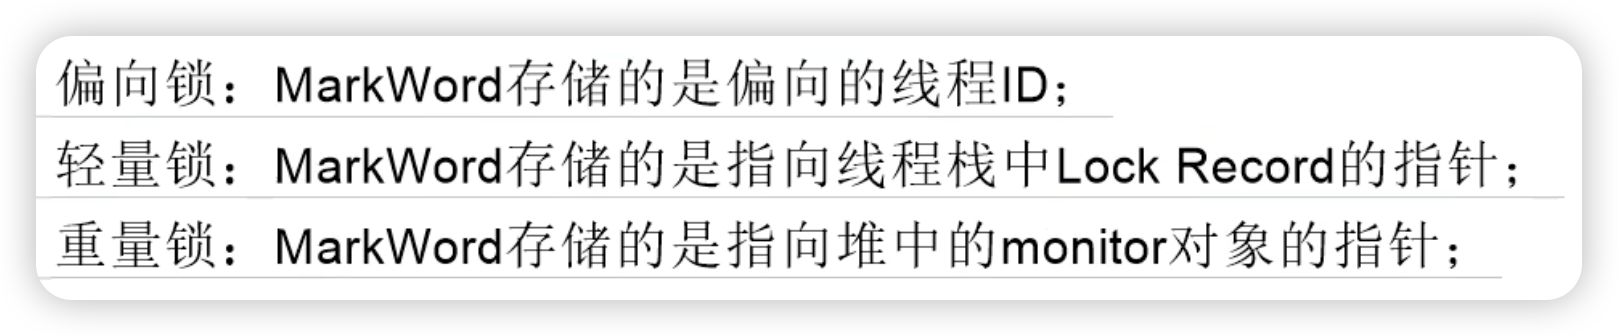 偏向锁：MarkWord存储的是偏向的线程ID；
轻量锁：MarkWord存储的是指向线程栈中Lock Record的指针；
重量锁：MarkWord存储的是指向堆中的monitor对象的指针；